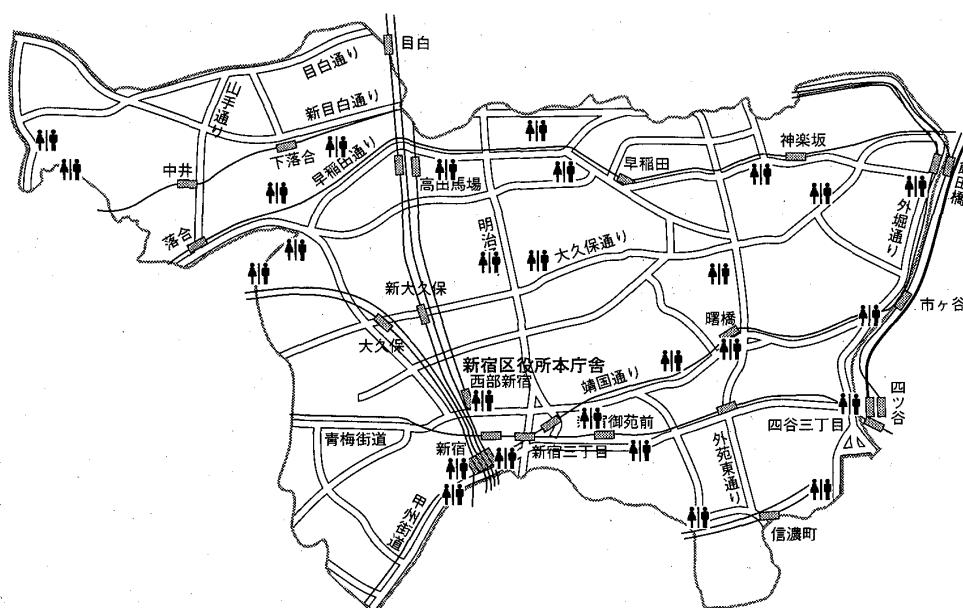 目白
目白通り
山手通り
新目白通り
下落合
早稲田通り
中井
落合
高田馬場
早稲田
神楽坂
外堀通り
明治
大久保通り
新大久保
大久保
曙橋
市ヶ谷
新宿区役所本庁舎
西部新宿
靖国通り
四ツ谷
四谷三丁目
宿御苑前
青梅街道
新宿
新宿三丁目
外苑東通り
甲州街道
信濃町